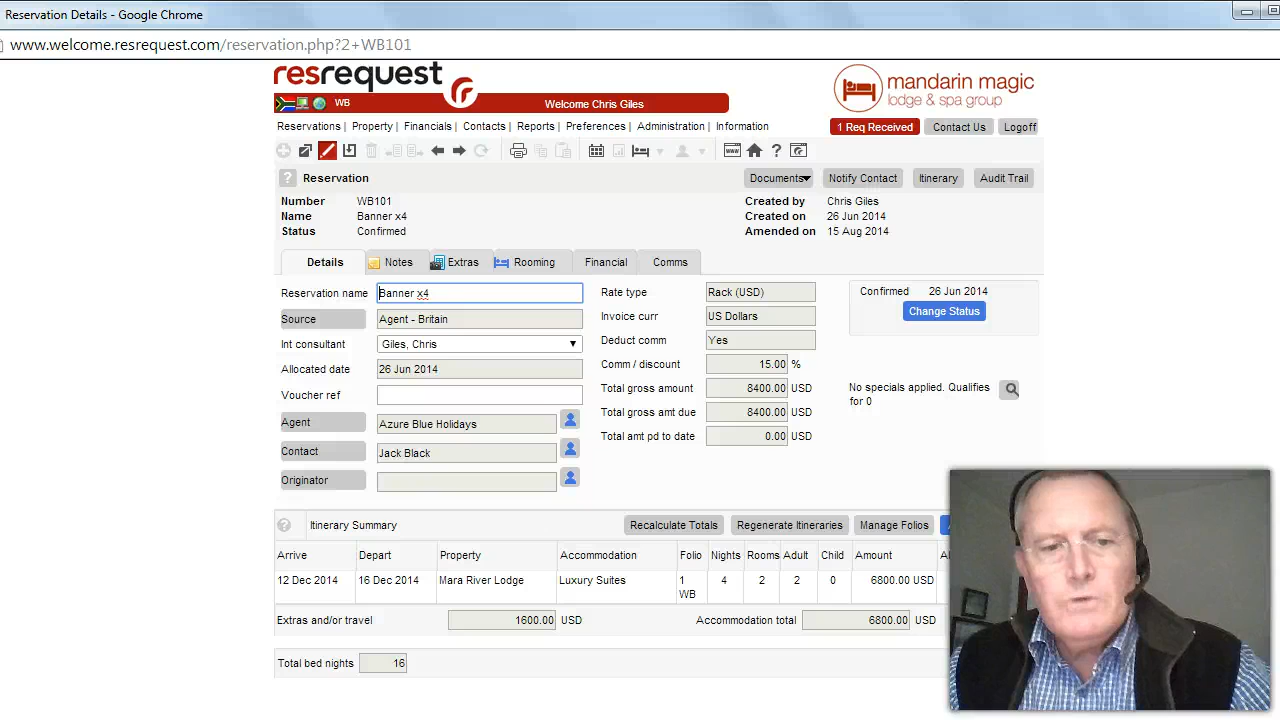 Reservation Details - Google Chrome
www.welcome.resrequest.com/reservation.php?2+WB101
resrequest
mandarin magic
lodge & spa group
WB Welcome Chris Giles
Reservations | Property | Financials | Contacts | Reports | Preferences | Administration | Information
1 Req Received Contact Us Logoff
? Reservation Documents Notify Contact Itinerary Audit Trail
Number WB101 Created by Chris Giles
Name Banner x4 Created on 26 Jun 2014
Status Confirmed Amended on 15 Aug 2014
Details Notes Extras Rooming Financial Comms
Reservation name Banner x4 Rate type Rack (USD) Confirmed 26 Jun 2014
Source Agent - Britain Invoice curr US Dollars Change Status
Int consultant Giles, Chris Deduct comm Yes
Allocated date 26 Jun 2014 Comm / discount 15.00 %
Voucher ref Total gross amount 8400.00 USD No specials applied. Qualifies
for 0
Agent Azure Blue Holidays Total gross amt due 8400.00 USD
Contact Jack Black Total amt pd to date 0.00 USD
Originator
? Itinerary Summary Recalculate Totals Regenerate Itineraries Manage Folios
Arrive Depart Property Accommodation Folio Nights Rooms Adult Child Amount
12 Dec 2014 16 Dec 2014 Mara River Lodge Luxury Suites 1 4 2 2 0 6800.00 USD
WB
Extras and/or travel 1600.00 USD Accommodation total 6800.00 USD
Total bed nights 16